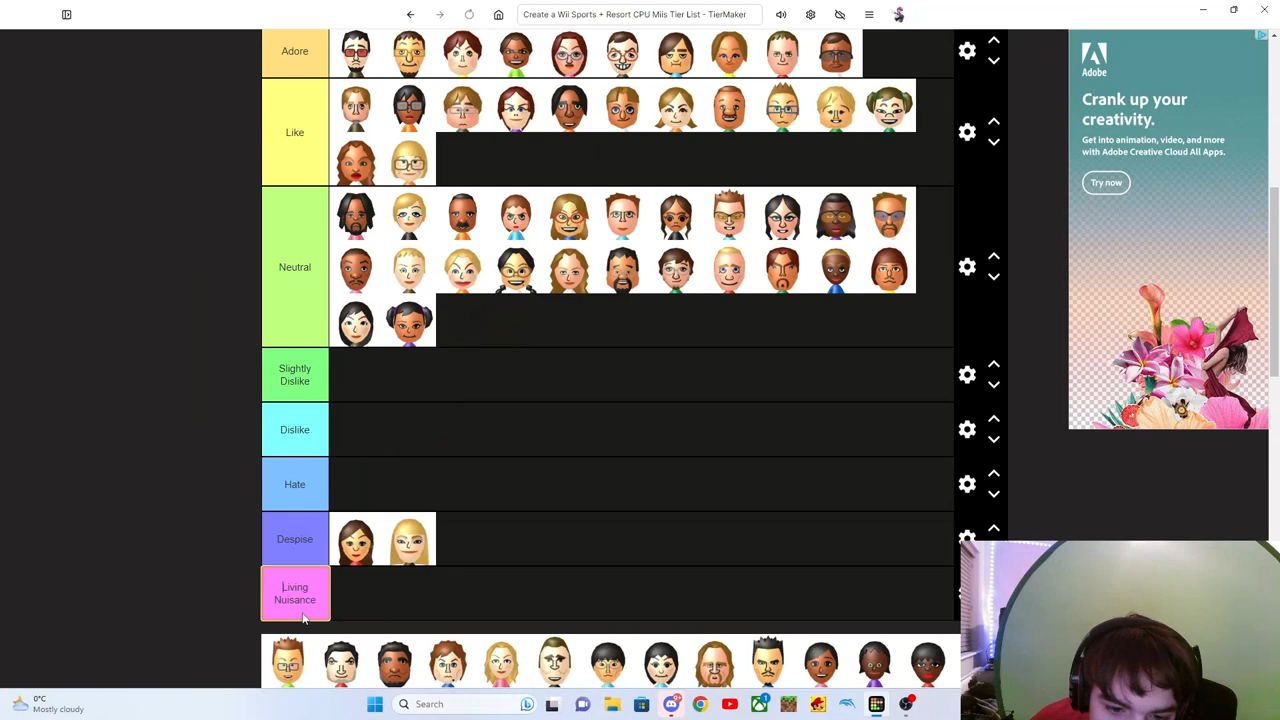 Create a Wii Sports + Resort CPU Miis Tier List - TierMaker
Adore
Like
Neutral
Slightly
Dislike
Dislike
Hate
Despise
Living
Nuisance
Adobe
Crank up your
creativity.
Get into animation, video, and more
with Adobe Creative Cloud All Apps.
Try now
0°C
Mostly cloudy
Search
9+
1